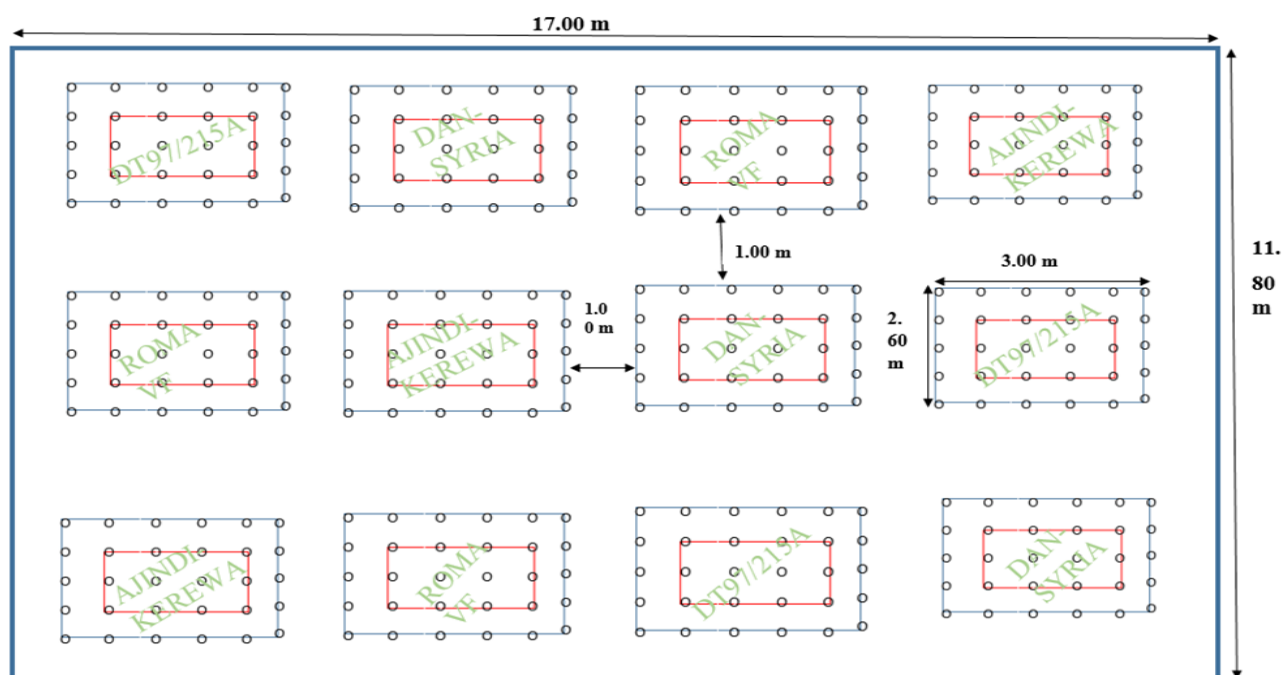 17.00 m
DT97/215A
DAN-
SYRIA
ROMA
VF
AJINDI-
KEREWA
1.00 m
11.
80
m
3.00 m
ROMA
VF
AJINDI-
KEREWA
1.0
0 m
DAN-
SYRIA
2.
60
m
DT97/215A
AJINDI-
KEREWA
ROMA
VF
DT97/215A
DAN-
SYRIA